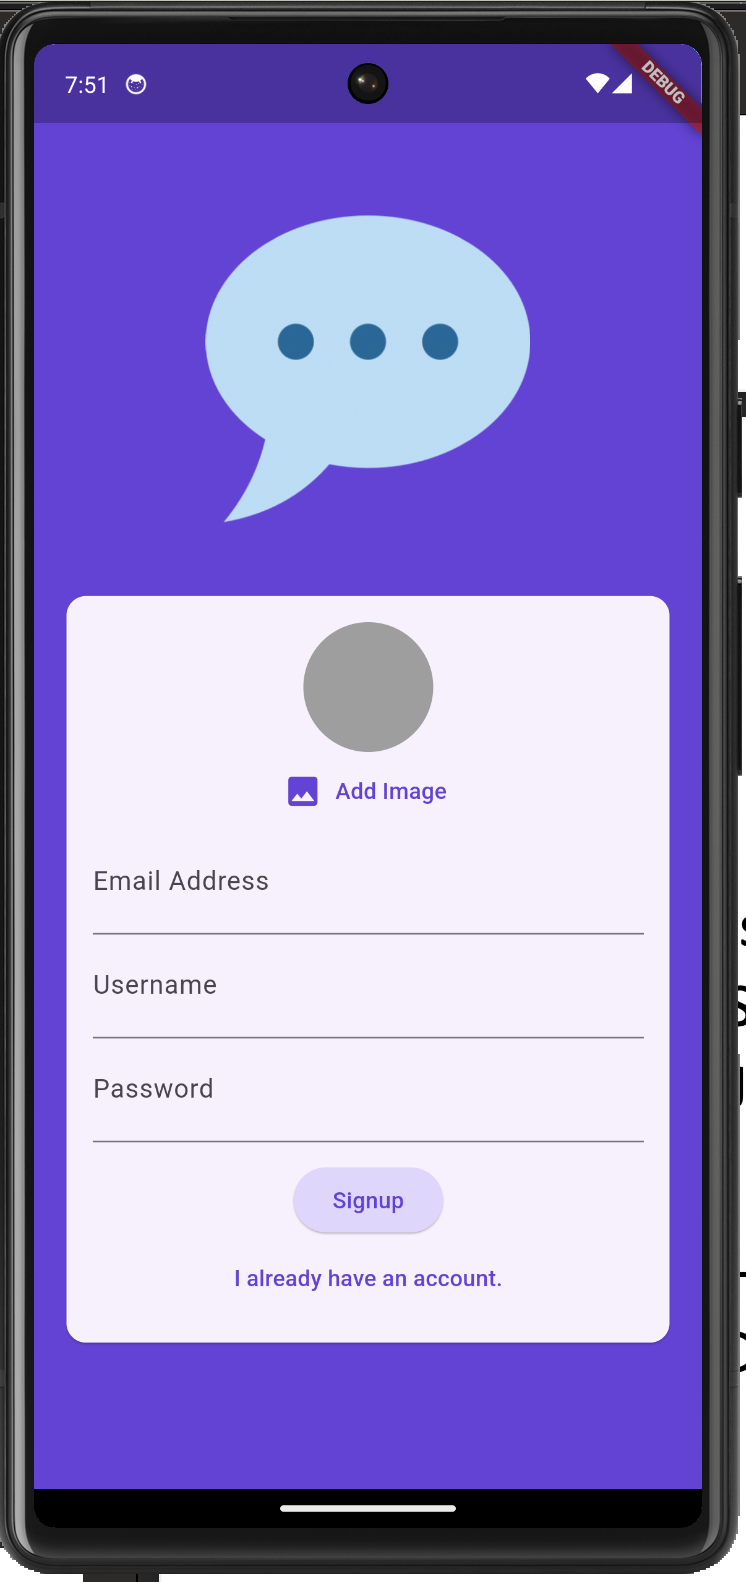 7:51
DEBUG
Add Image
Email Address
Username
Password
Signup
I already have an account.